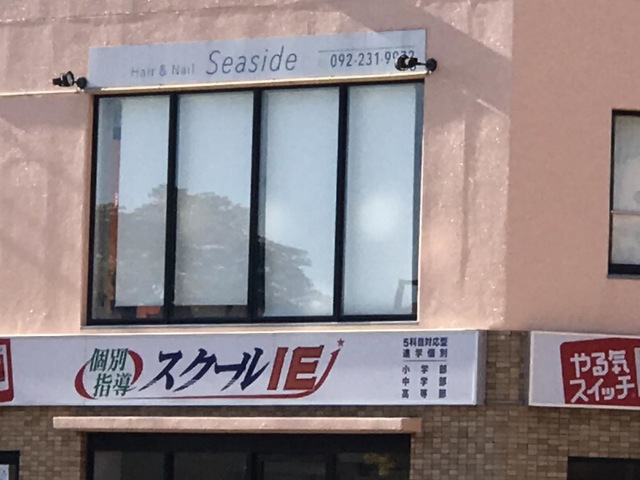 Hair & Nail Seaside
個別
指導
スクールIE
5科目対応型
進学個別
小学部
中学部
高等部
やる気
スイッチ